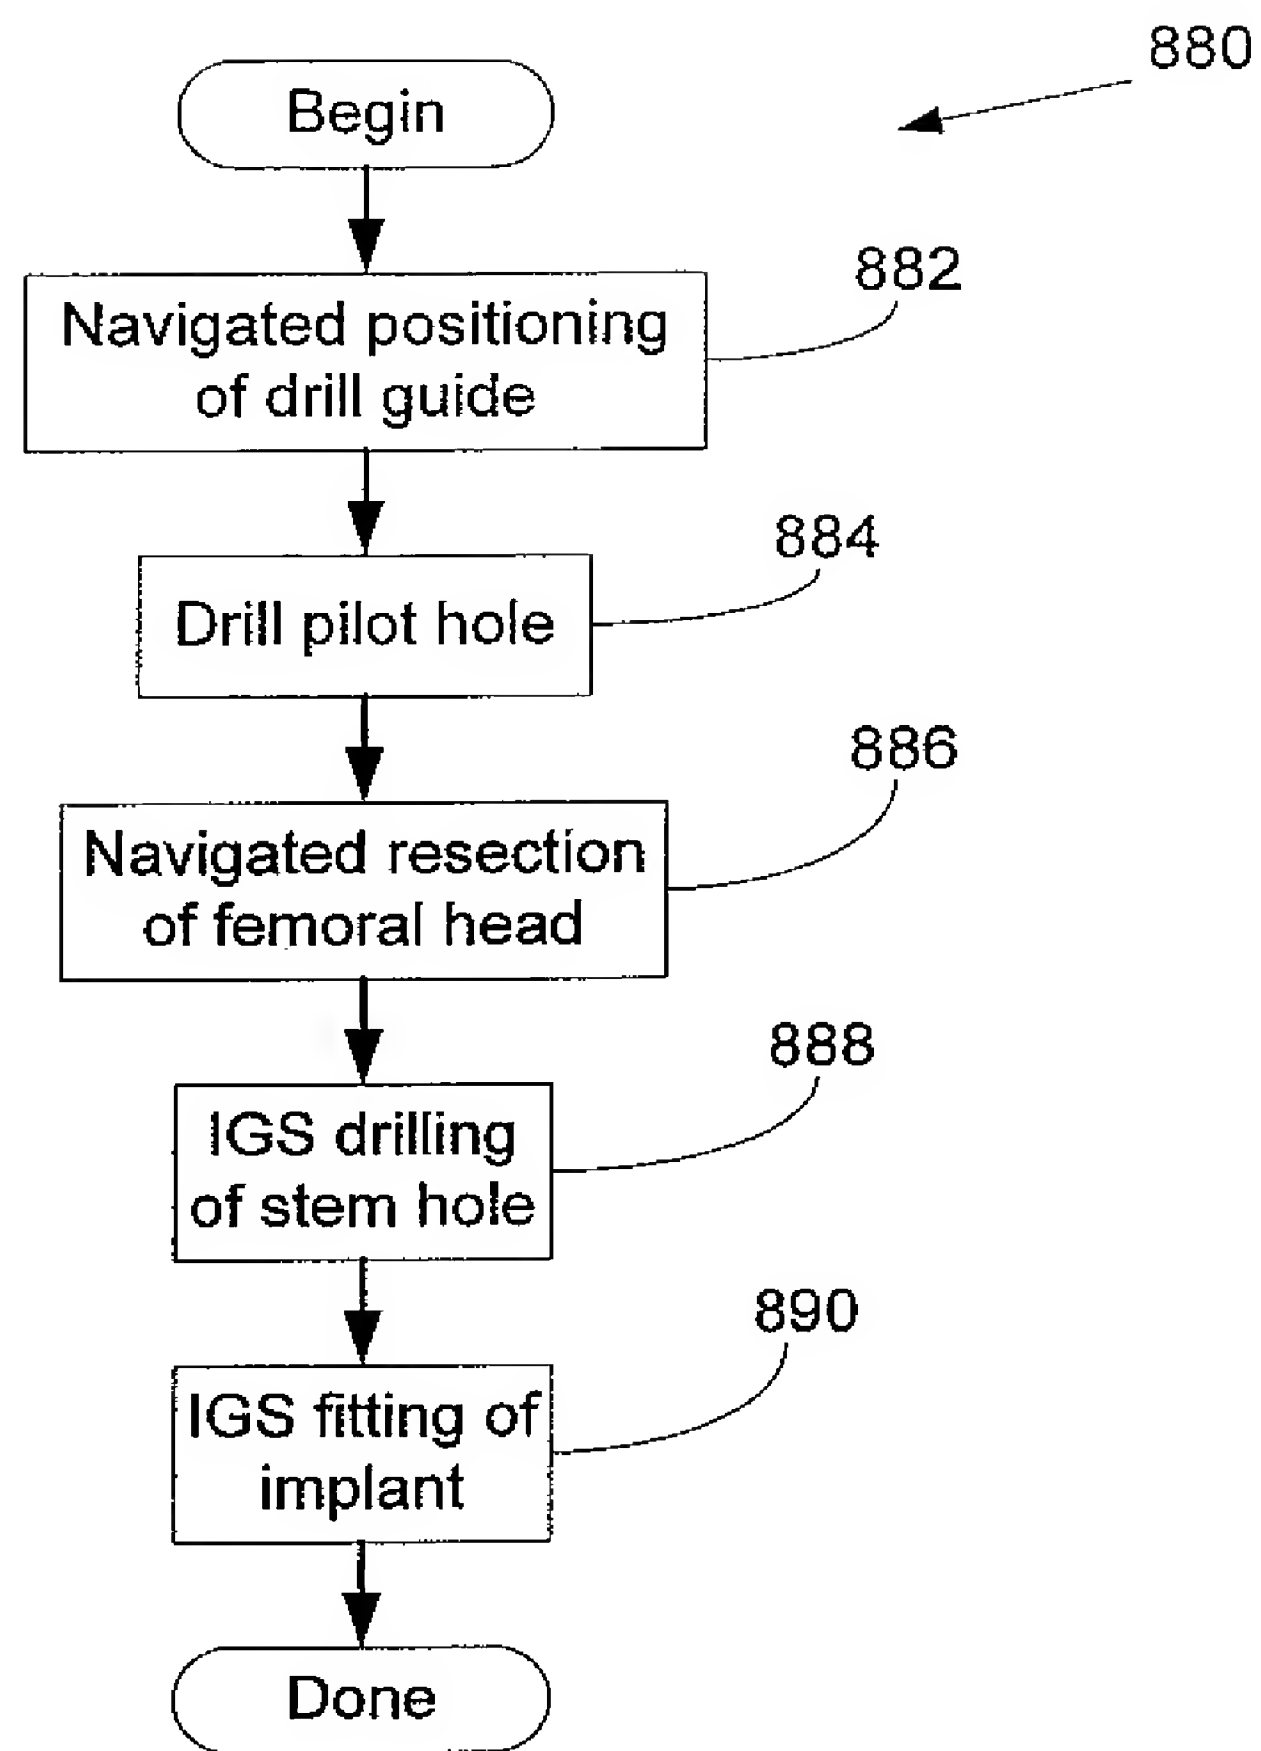 880
Begin
882
Navigated positioning
of drill guide
884
Drill pilot hole
886
Navigated resection
of femoral head
888
IGS drilling
of stem hole
890
IGS fitting of
implant
Done